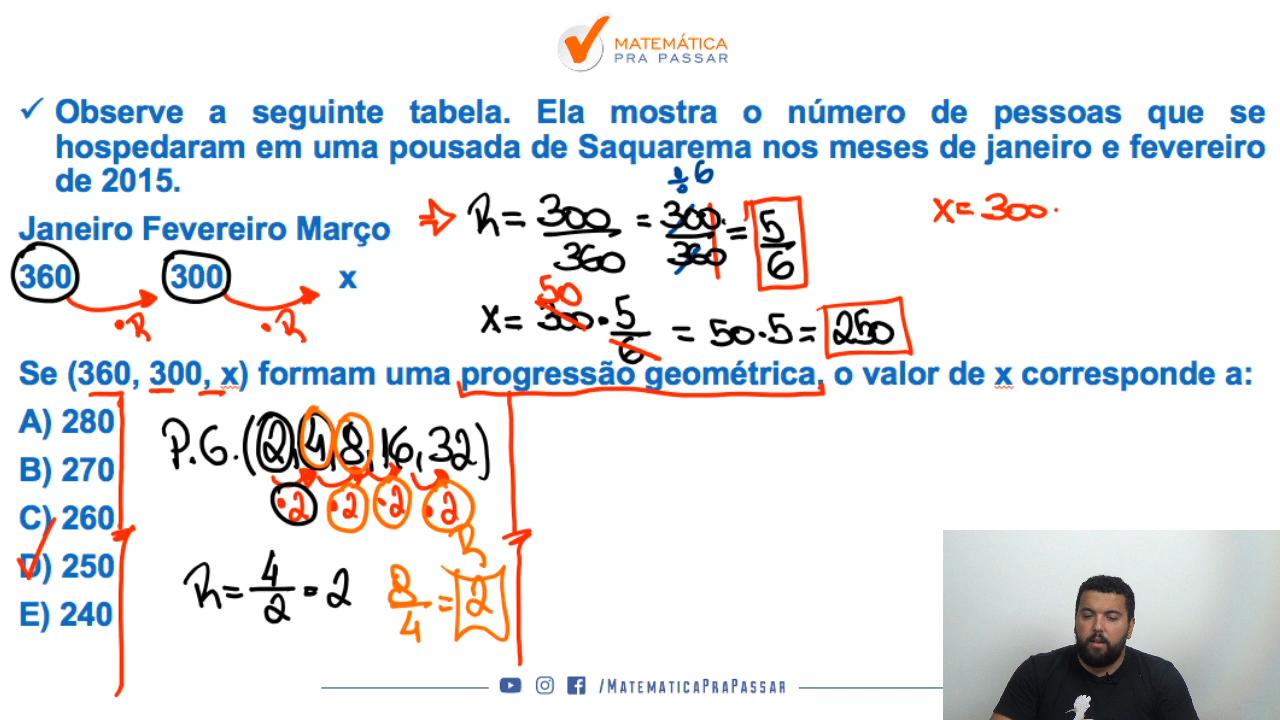 MATEMÁTICA
PRA PASSAR
✓ Observe a seguinte tabela. Ela mostra o número de pessoas que se
hospedaram em uma pousada de Saquarema nos meses de janeiro e fevereiro
de 2015.
÷6
⇒ R = 300/360 = 300/360 = 5/6
x = 300 ·
Janeiro Fevereiro Março
360 300 x
·R ·R
50
x = 300 · 5/6 = 50 · 5 = 250
Se (360, 300, x) formam uma progressão geométrica, o valor de x corresponde a:
A) 280
B) 270
C) 260
D) 250
E) 240
P.G. (2, 4, 8, 16, 32)
·2 ·2 ·2 ·2
R
R = 4/2 = 2
8/4 = 2
/MatematicaPraPassar